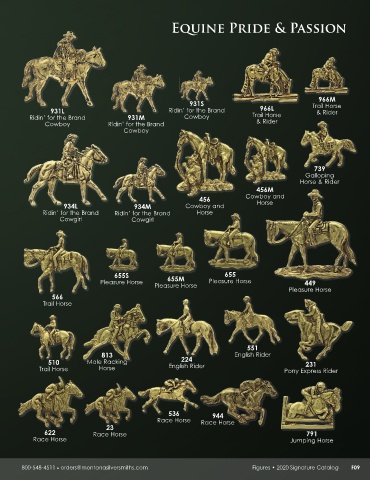 EQUINE PRIDE & PASSION
931L
Ridin' for the Brand
Cowboy
931M
Ridin' for the Brand
Cowboy
931S
Ridin' for the Brand
Cowboy
966L
Trail Horse
& Rider
966M
Trail Horse
& Rider
934L
Ridin' for the Brand
Cowgirl
934M
Ridin' for the Brand
Cowgirl
456
Cowboy and
Horse
456M
Cowboy and
Horse
739
Galloping
Horse & Rider
566
Trail Horse
655S
Pleasure Horse
655M
Pleasure Horse
655
Pleasure Horse
449
Pleasure Horse
510
Trail Horse
813
Male Racking
Horse
224
English Rider
551
English Rider
231
Pony Express Rider
622
Race Horse
23
Race Horse
536
Race Horse
944
Race Horse
791
Jumping Horse
800-548-4511 • orders@montanasilversmiths.com
Figures • 2020 Signature Catalog F09